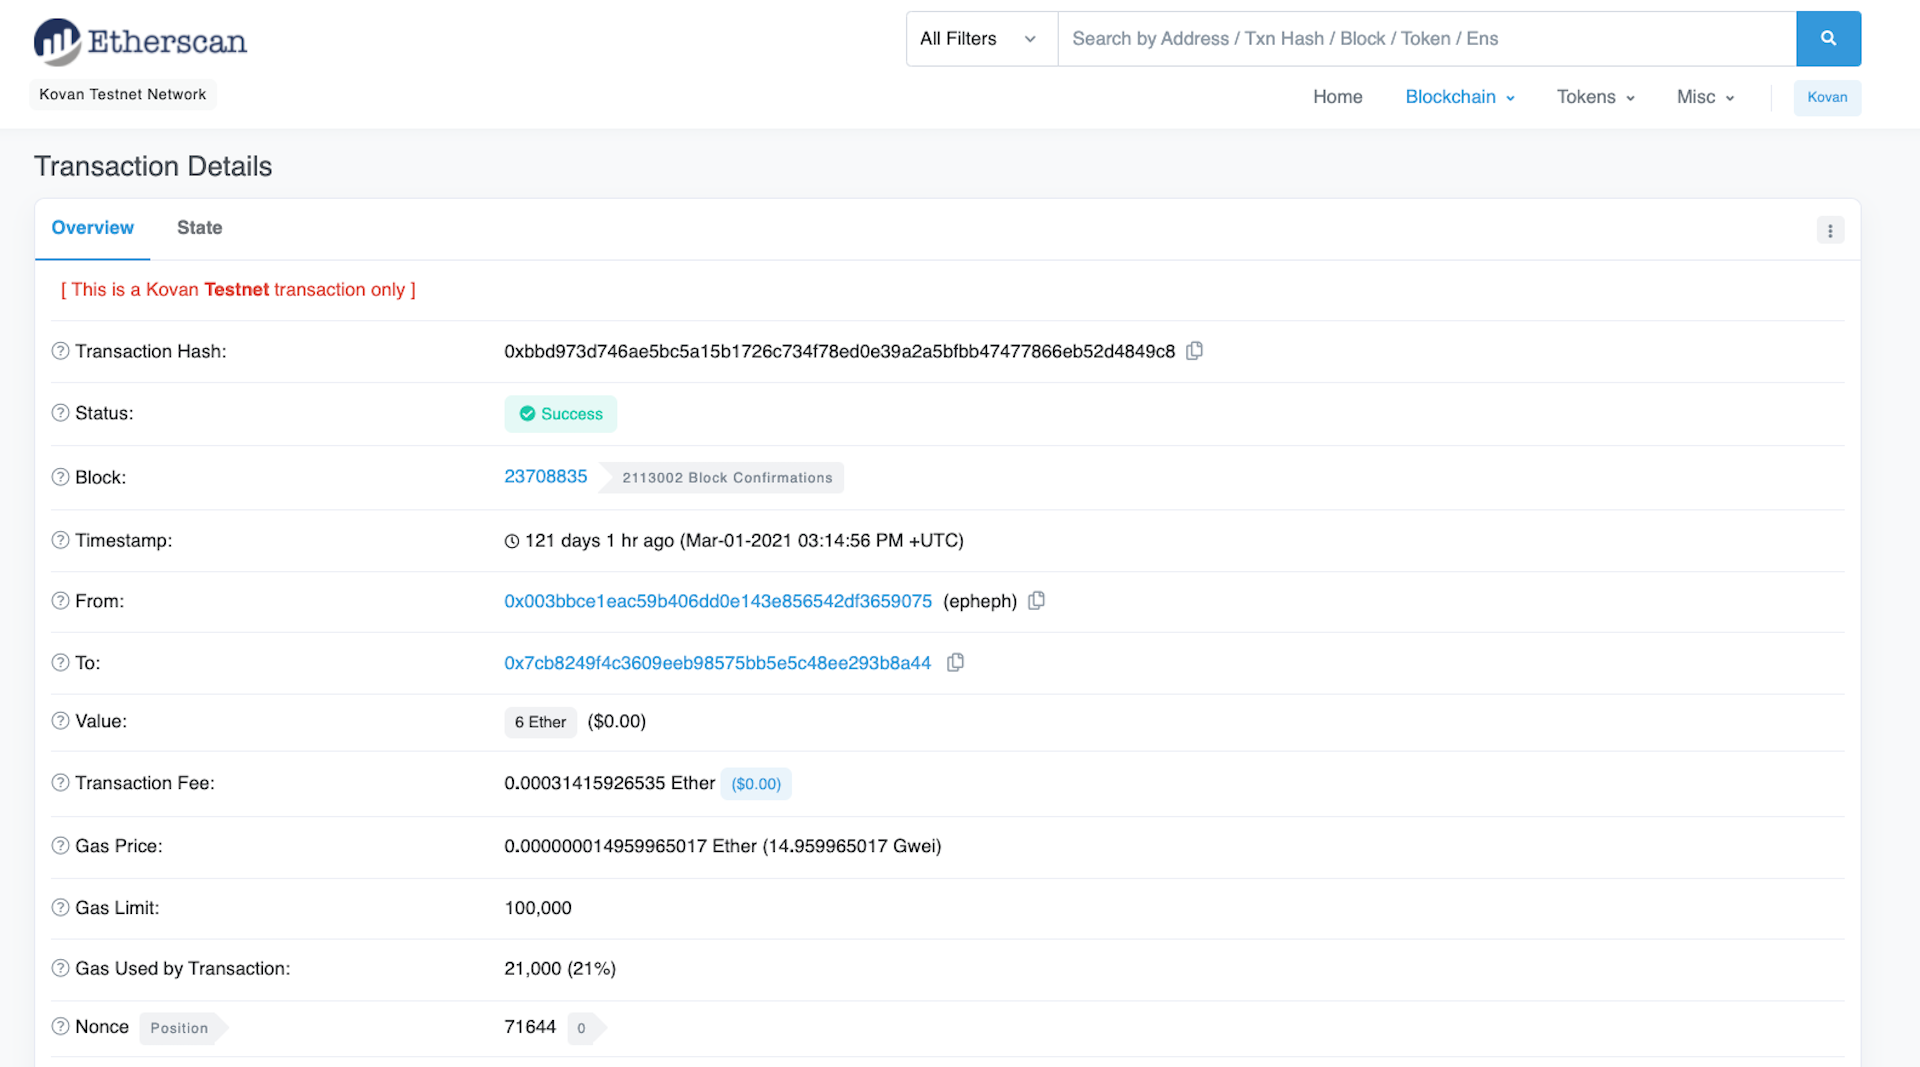 Etherscan
All Filters
Search by Address / Txn Hash / Block / Token / Ens
Kovan Testnet Network
Home Blockchain Tokens Misc Kovan
Transaction Details
Overview State
[ This is a Kovan Testnet transaction only ]
Transaction Hash: 0xbbd973d746ae5bc5a15b1726c734f78ed0e39a2a5bfbb47477866eb52d4849c8
Status: Success
Block: 23708835 2113002 Block Confirmations
Timestamp: 121 days 1 hr ago (Mar-01-2021 03:14:56 PM +UTC)
From: 0x003bbce1eac59b406dd0e143e856542df3659075 (epheph)
To: 0x7cb8249f4c3609eeb98575bb5e5c48ee293b8a44
Value: 6 Ether ($0.00)
Transaction Fee: 0.00031415926535 Ether ($0.00)
Gas Price: 0.000000014959965017 Ether (14.959965017 Gwei)
Gas Limit: 100,000
Gas Used by Transaction: 21,000 (21%)
Nonce Position 71644 0